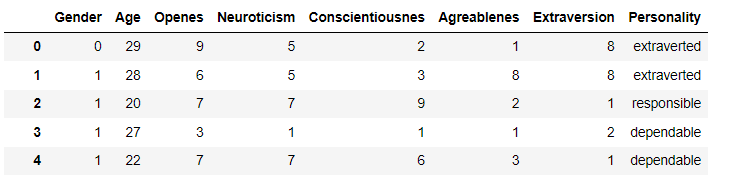 Gender Age Openes Neuroticism Conscientiousnes Agreablenes Extraversion Personality
0 0 29 9 5 2 1 8 extraverted
1 1 28 6 5 3 8 8 extraverted
2 1 20 7 7 9 2 1 responsible
3 1 27 3 1 1 1 2 dependable
4 1 22 7 7 6 3 1 dependable